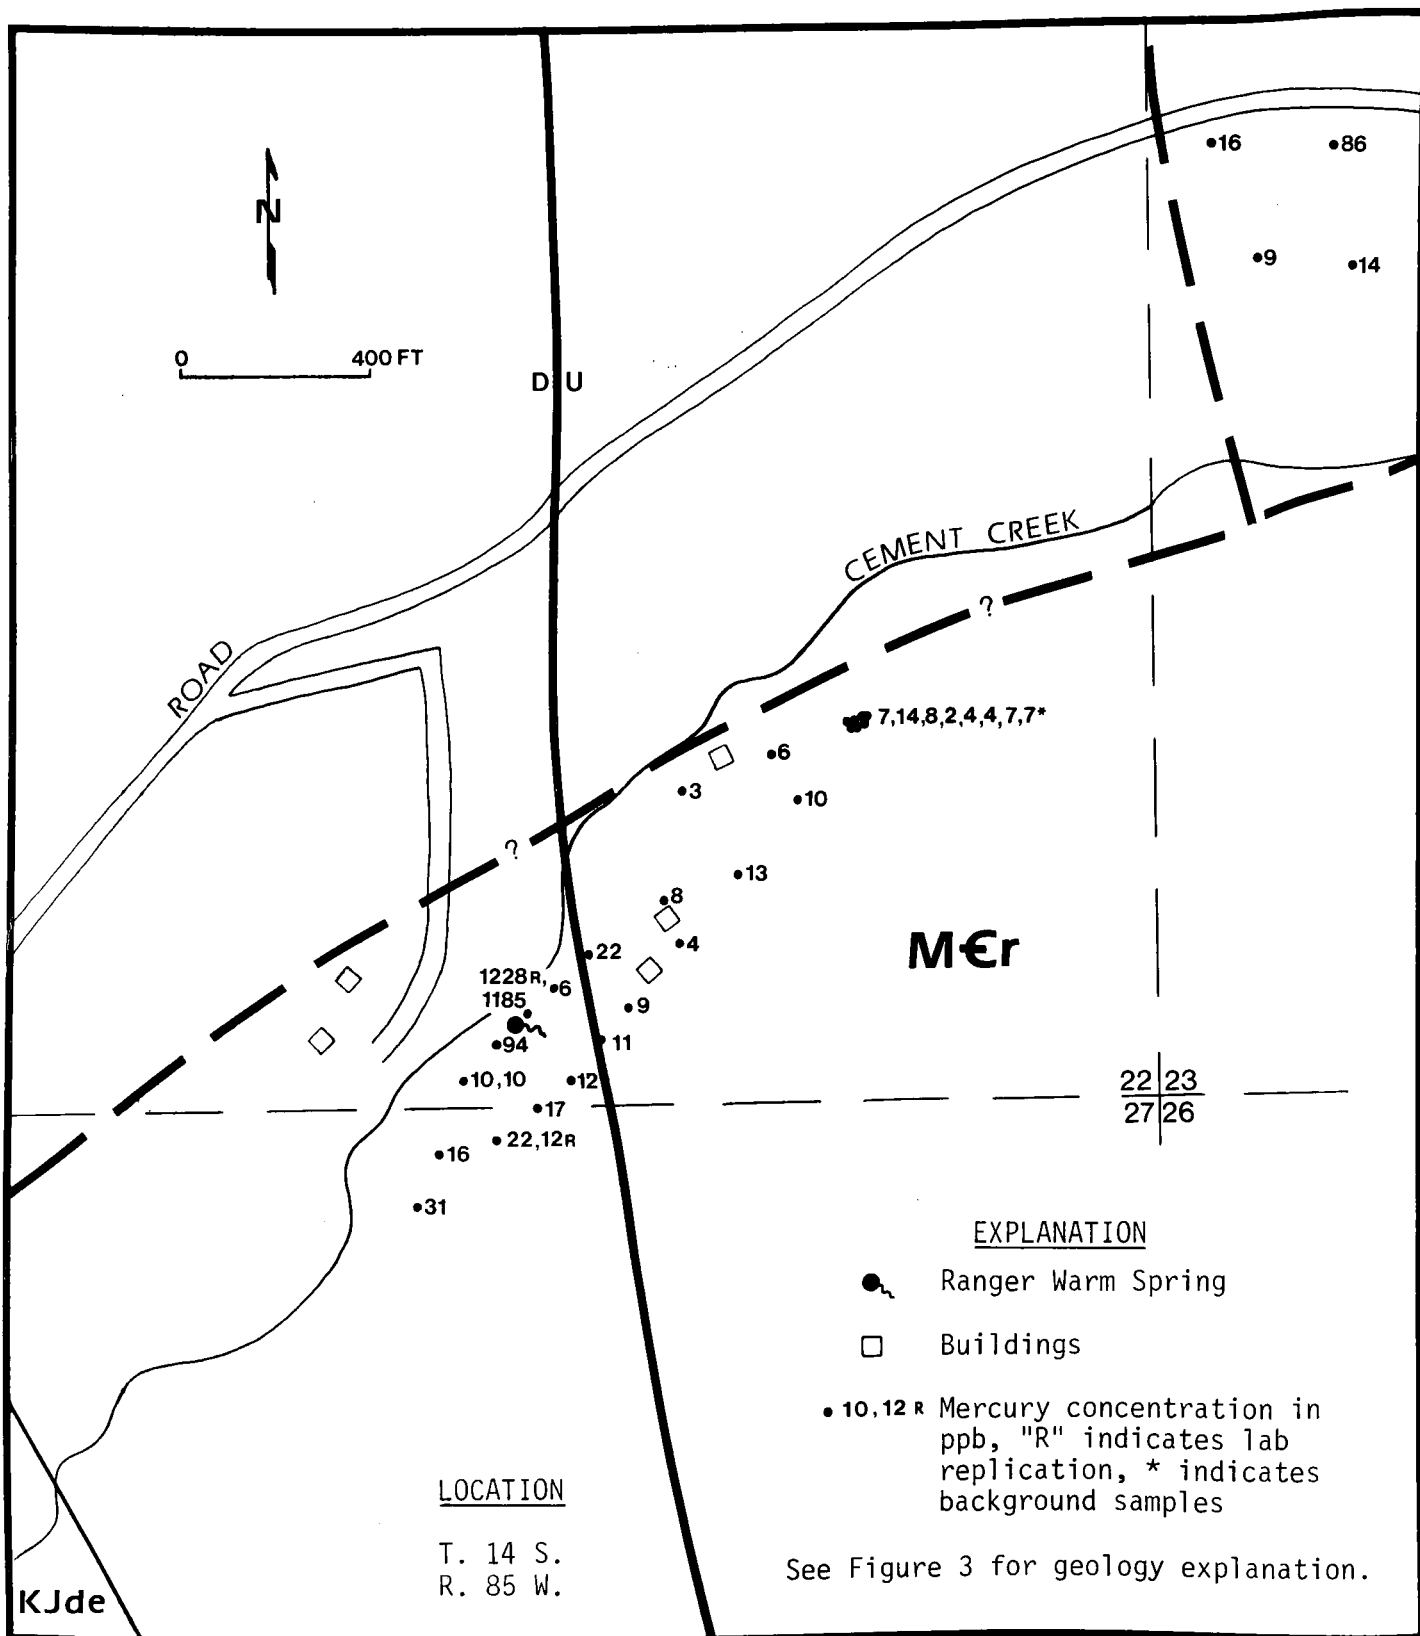 16
86
N
9
14
0 400 FT
D U
CEMENT CREEK
?
ROAD
7,14,8,2,4,4,7,7*
6
3
10
?
13
8
4
M€r
22
1228 R,
1185
6
9
94
11
10,10
12
22 23
27 26
17
22,12 R
16
31
EXPLANATION
Ranger Warm Spring
Buildings
10,12 R Mercury concentration in
ppb, "R" indicates lab
replication, * indicates
background samples
LOCATION
T. 14 S.
R. 85 W.
See Figure 3 for geology explanation.
KJde